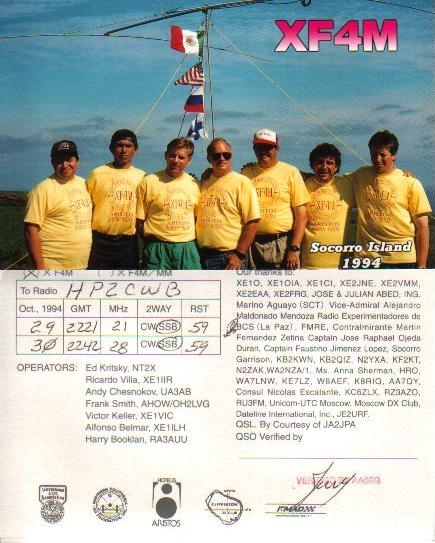 XF4M
Socorro Island
1994
(X) XF4M ( ) XF4M/MM
To Radio HP2CWB
Oct., 1994 GMT MHZ 2WAY RST
29 2221 21 CW/SSB 59
30 2242 28 CW/SSB 59
OPERATORS: Ed Kritsky, NT2X
Ricardo Villa, XE1IIR
Andy Chesnokov, UA3AB
Frank Smith, AHOW/OH2LVG
Victor Keller, XE1VIC
Alfonso Belmar, XE1ILH
Harry Booklan, RA3AUU
Our thanks to:
XE1O, XE1OIA, XE1CI, XE2JNE, XE2VMM,
XE2EAA, XE2FRG, JOSE & JULIAN ABED, ING.
Marino Aguayo (SCT) Vice-Admiral Alejandro
Maldonado Mendoza Radio Experimentadores de
BCS (La Paz). FMRE, Contralmirante Martin
Fernandez Zetina Captain Jose Raphael Ojeda
Duran, Captain Faustino Jimenez Lopez, Socorro
Garrison, KB2KWN, KB2QIZ, N2YXA, KF2KT,
N2ZAK, WA2NZA/1, Ms. Anna Sherman, HRO,
WA7LNW, KE7LZ, W8AEF, K8RIQ, AA7QY,
Consul Nicolas Escalante, KC6ZLX, RZ3AZO,
RU3FM, Unicom-UTC Moscow, Moscow DX Club,
Dateline International, Inc., JE2URF.
QSL. By Courtesy of JA2JPA
QSO Verified by
VERIFIED BY AA6BB
HOTELES
ARISTOS
CLIPPERTON